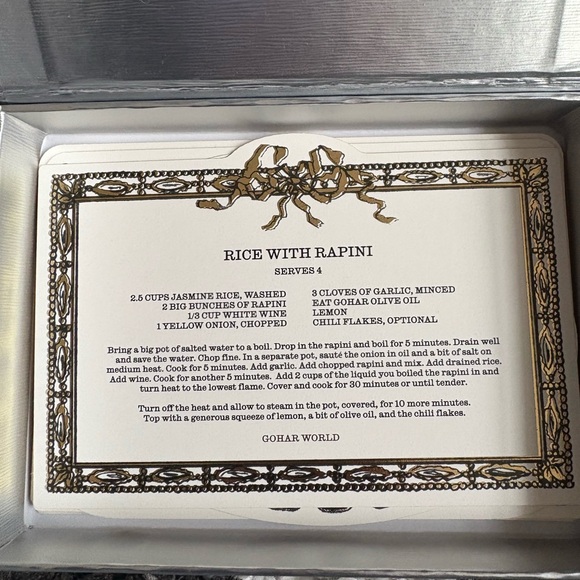 RICE WITH RAPINI
SERVES 4
2.5 CUPS JASMINE RICE, WASHED
2 BIG BUNCHES OF RAPINI
1/3 CUP WHITE WINE
1 YELLOW ONION, CHOPPED
3 CLOVES OF GARLIC, MINCED
EAT GOHAR OLIVE OIL
LEMON
CHILI FLAKES, OPTIONAL
Bring a big pot of salted water to a boil. Drop in the rapini and boil for 5 minutes. Drain well
and save the water. Chop fine. In a separate pot, sauté the onion in oil and a bit of salt on
medium heat. Cook for 5 minutes. Add garlic. Add chopped rapini and mix. Add drained rice.
Add wine. Cook for another 5 minutes. Add 2 cups of the liquid you boiled the rapini in and
turn heat to the lowest flame. Cover and cook for 30 minutes or until tender.
Turn off the heat and allow to steam in the pot, covered, for 10 more minutes.
Top with a generous squeeze of lemon, a bit of olive oil, and the chili flakes.
GOHAR WORLD